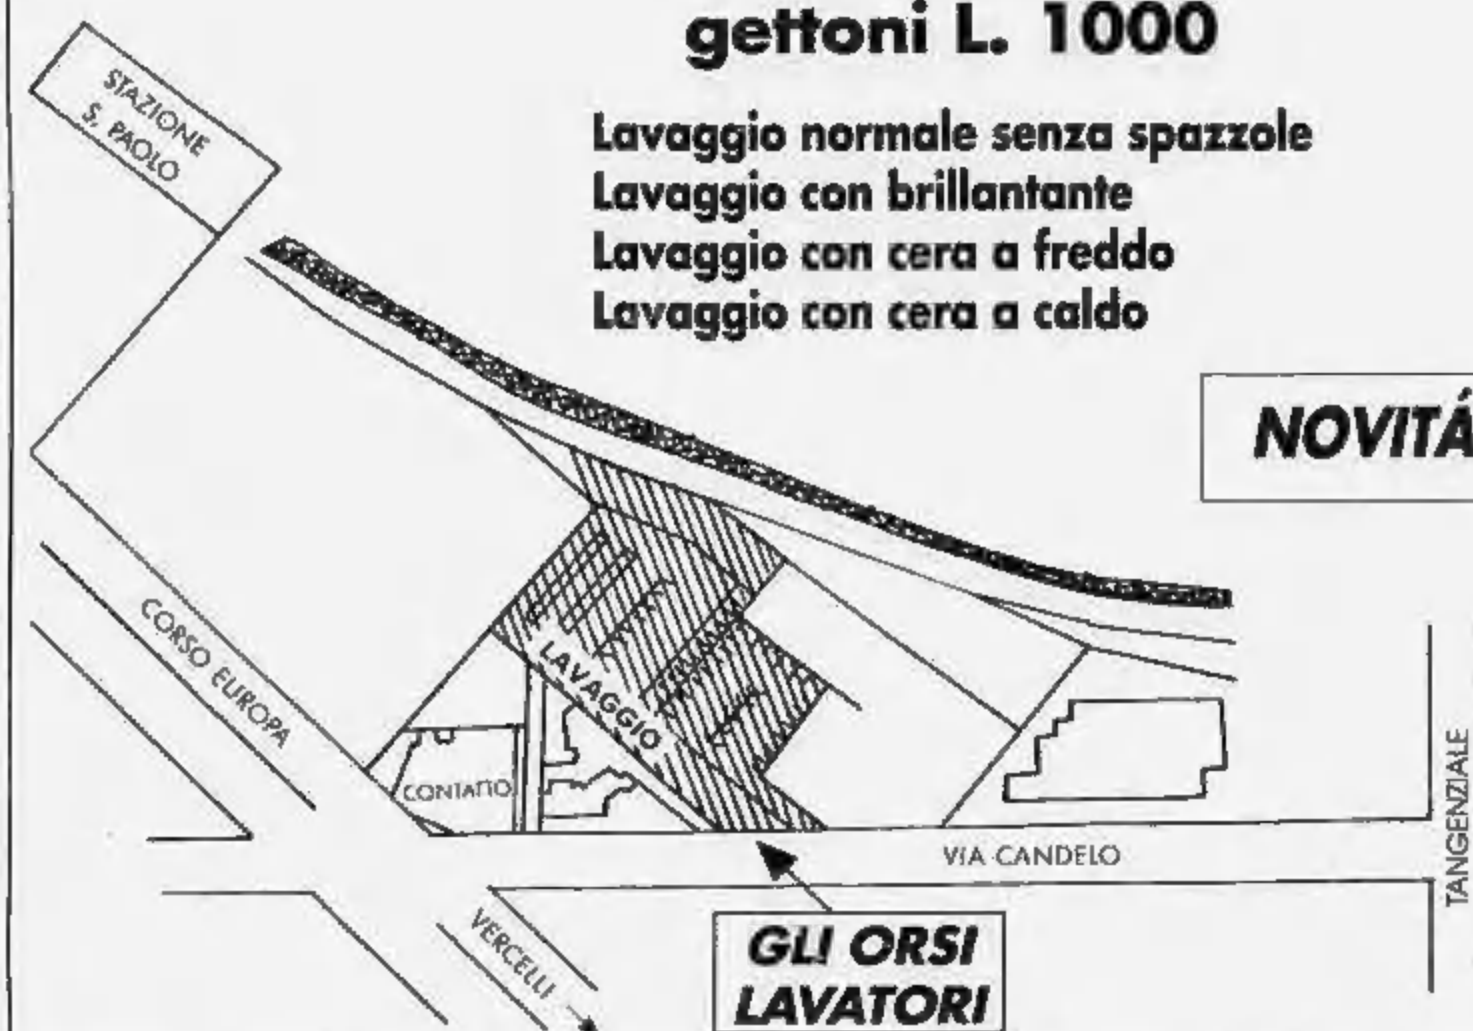 gettoni L. 1000
Lavaggio normale senza spazzole
Lavaggio con brillantante
Lavaggio con cera a freddo
Lavaggio con cera a caldo
NOVITÁ
STAZIONE
S. PAOLO
CORSO EUROPA
LAVAGGIO
CONTATTO
VIA CANDELO
TANGENZIALE
VERCELLI
GLI ORSI
LAVATORI